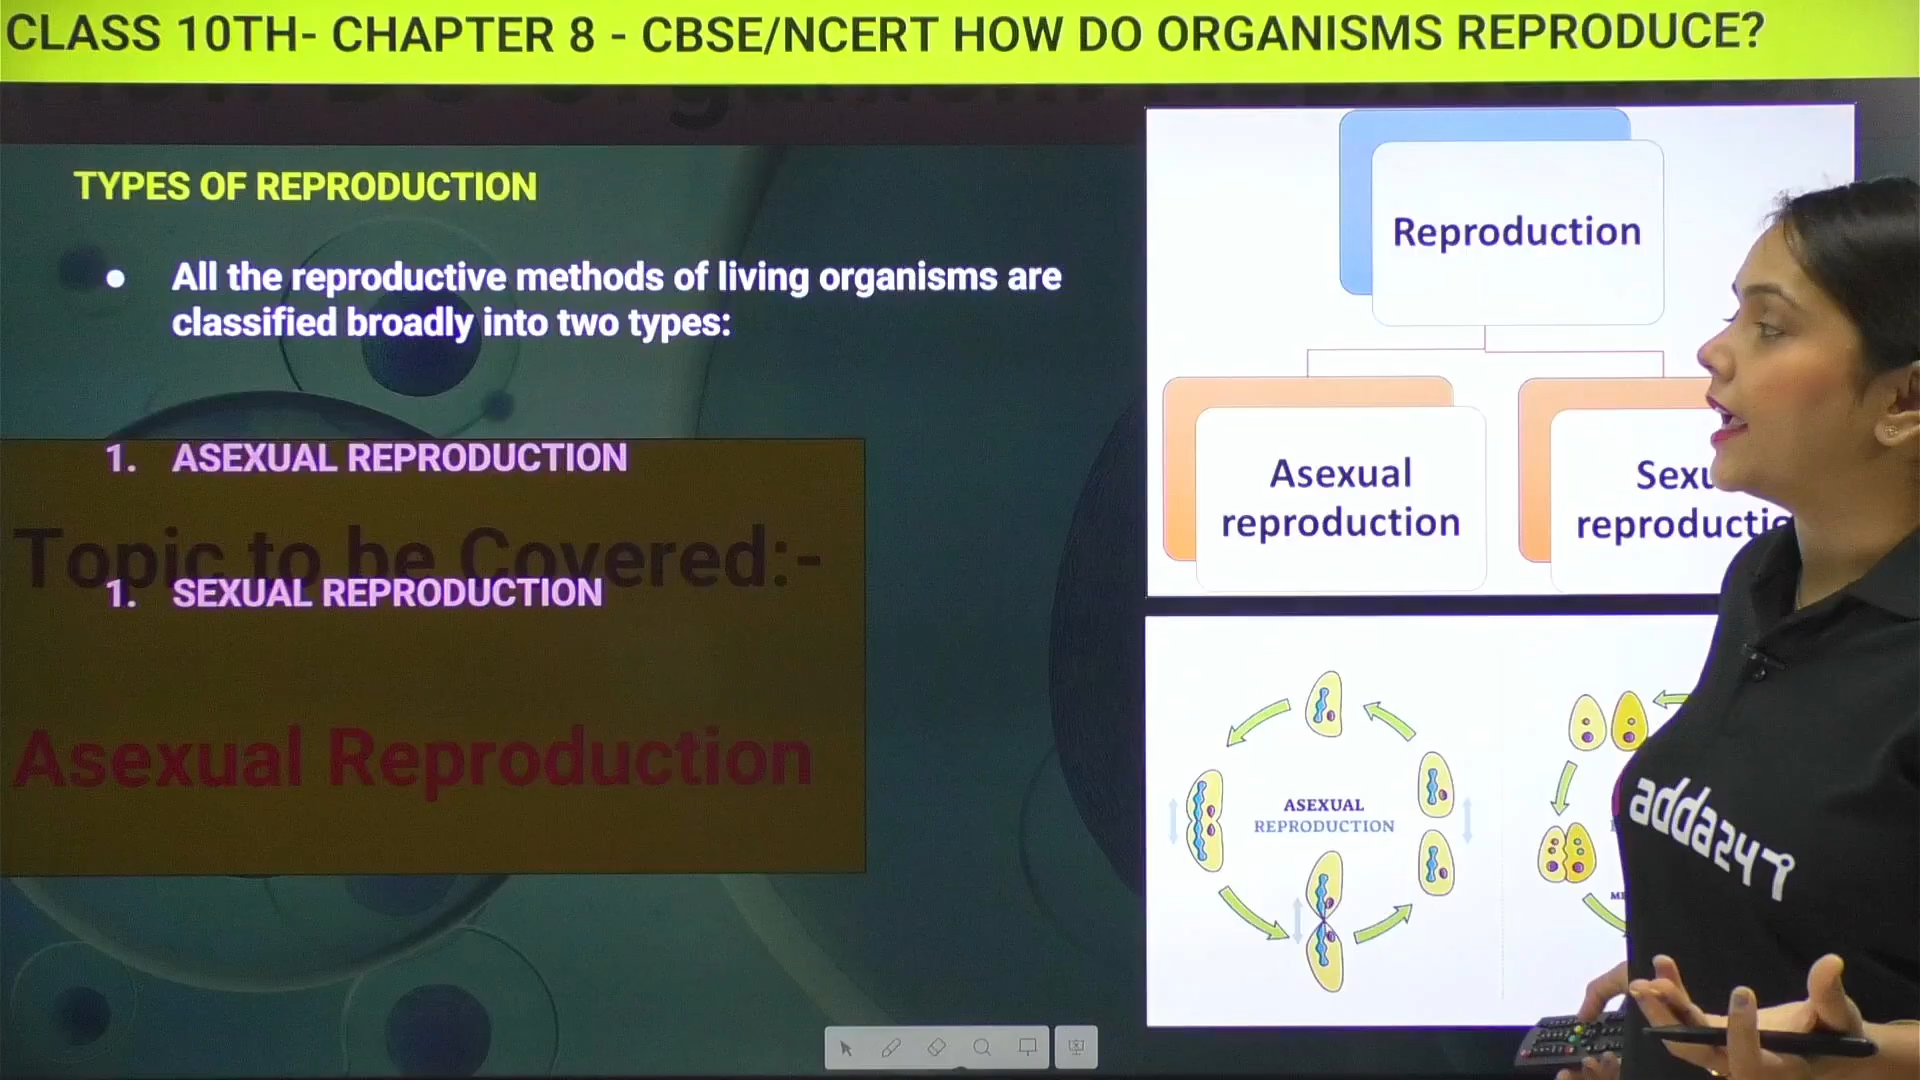 CLASS 10TH- CHAPTER 8 - CBSE/NCERT HOW DO ORGANISMS REPRODUCE?
TYPES OF REPRODUCTION
● All the reproductive methods of living organisms are
classified broadly into two types:
1. ASEXUAL REPRODUCTION
Topic to be Covered:-
1. SEXUAL REPRODUCTION
Asexual Reproduction
Reproduction
Asexual
reproduction
Sexu
reproductio
ASEXUAL
REPRODUCTION
adda247